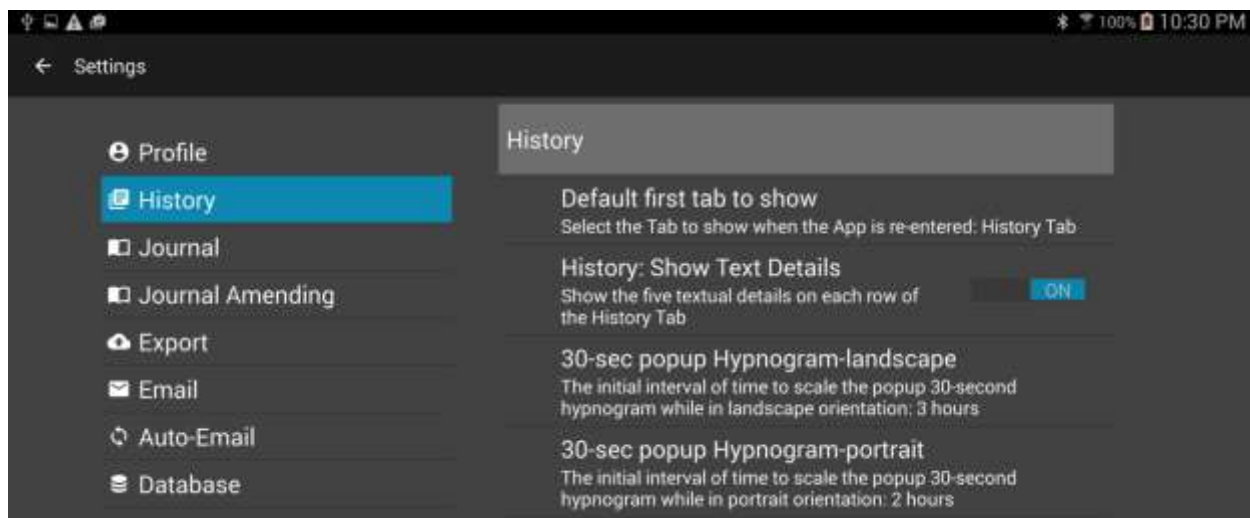 100% 10:30 PM
Settings
Profile
History
Journal
Journal Amending
Export
Email
Auto-Email
Database
History
Default first tab to show
Select the Tab to show when the App is re-entered: History Tab
History: Show Text Details
Show the five textual details on each row of
the History Tab
ON
30-sec popup Hypnogram-landscape
The initial interval of time to scale the popup 30-second
hypnogram while in landscape orientation: 3 hours
30-sec popup Hypnogram-portrait
The initial interval of time to scale the popup 30-second
hypnogram while in portrait orientation: 2 hours